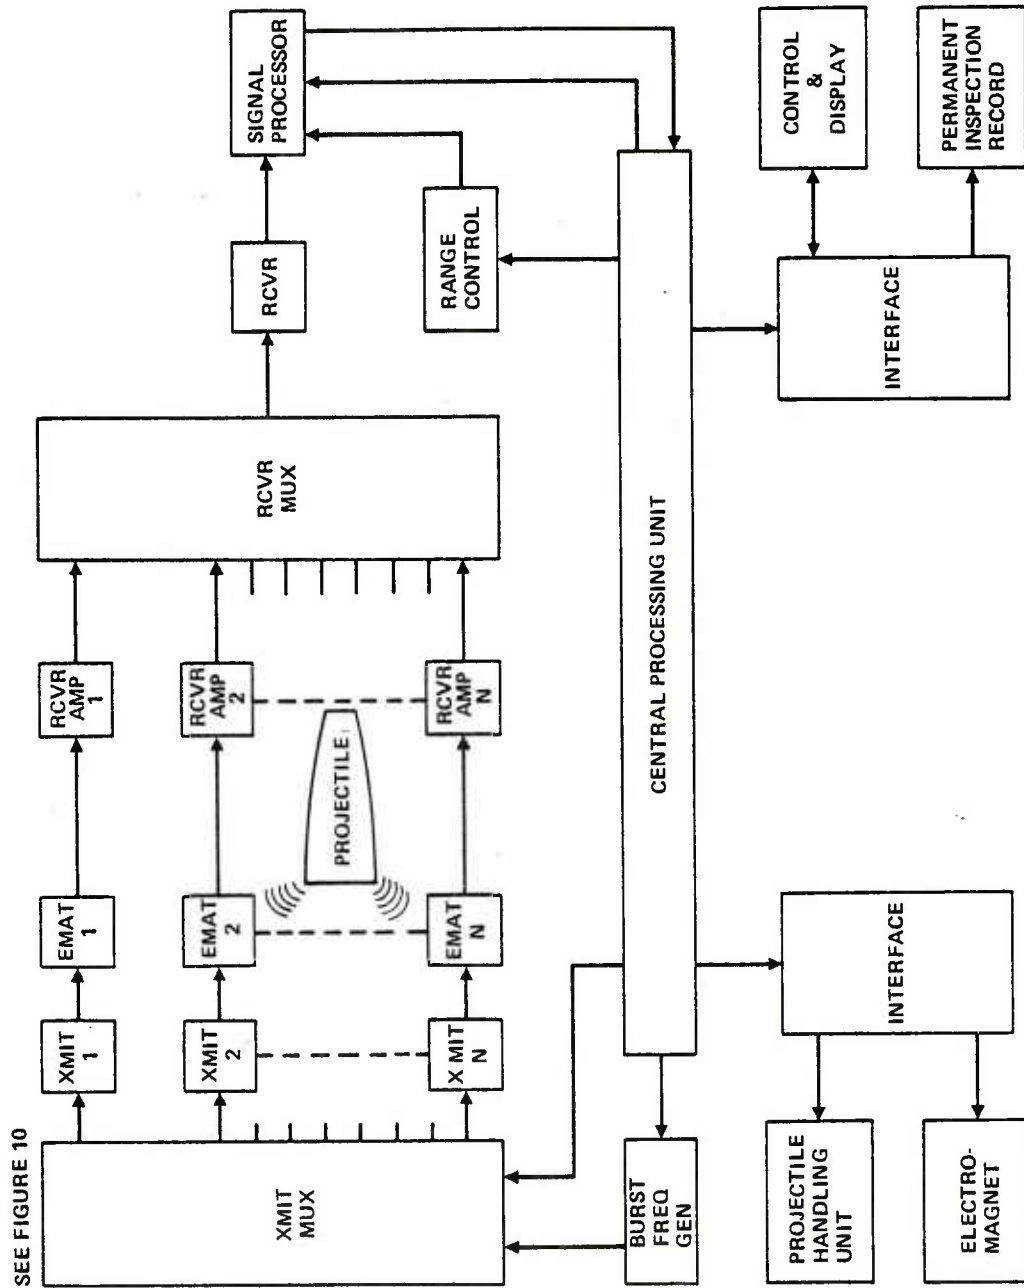 SEE FIGURE 10
XMIT
MUX
XMIT
1
XMIT
2
X MIT
N
EMAT
1
EMAT
2
EMAT
N
PROJECTILE
RCVR
AMP
1
RCVR
AMP
2
RCVR
AMP
N
RCVR
MUX
RCVR
SIGNAL
PROCESSOR
RANGE
CONTROL
BURST
FREQ
GEN
CENTRAL PROCESSING UNIT
PROJECTILE
HANDLING
UNIT
ELECTRO-
MAGNET
INTERFACE
INTERFACE
CONTROL
&
DISPLAY
PERMANENT
INSPECTION
RECORD